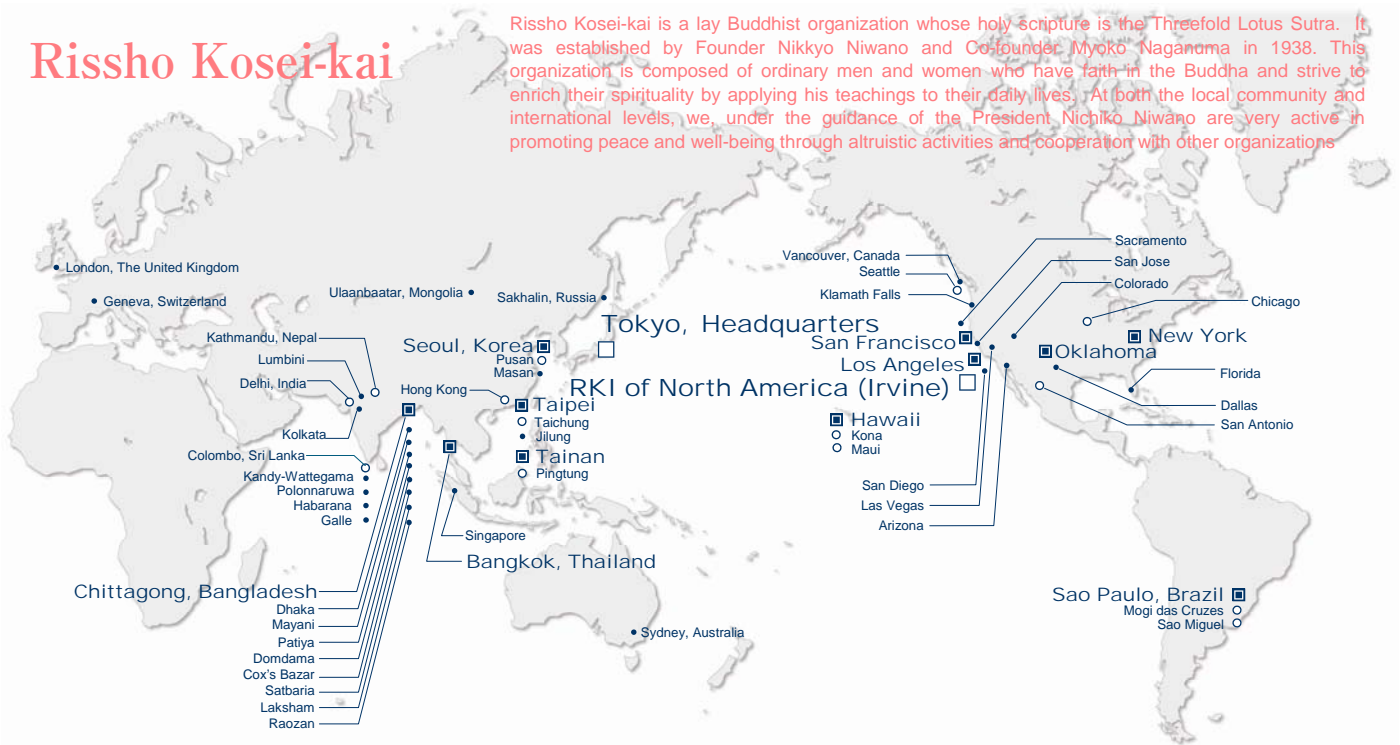 Rissho Kosei-kai
Rissho Kosei-kai is a lay Buddhist organization whose holy scripture is the Threefold Lotus Sutra. It
was established by Founder Nikkyo Niwano and Co-founder Myoko Naganuma in 1938. This
organization is composed of ordinary men and women who have faith in the Buddha and strive to
enrich their spirituality by applying his teachings to their daily lives. At both the local community and
international levels, we, under the guidance of the President Nichiko Niwano are very active in
promoting peace and well-being through altruistic activities and cooperation with other organizations
London, The United Kingdom
Geneva, Switzerland
Ulaanbaatar, Mongolia
Sakhalin, Russia
Kathmandu, Nepal
Lumbini
Delhi, India
Kolkata
Colombo, Sri Lanka
Kandy-Wattegama
Polonnaruwa
Habarana
Galle
Seoul, Korea
Pusan
Masan
Hong Kong
Taipei
Taichung
Jilung
Tainan
Pingtung
Tokyo, Headquarters
RKI of North America (Irvine)
Singapore
Bangkok, Thailand
Chittagong, Bangladesh
Dhaka
Mayani
Patiya
Domdama
Cox's Bazar
Satbaria
Laksham
Raozan
Sydney, Australia
Vancouver, Canada
Seattle
Klamath Falls
San Francisco
Los Angeles
Hawaii
Kona
Maui
San Diego
Las Vegas
Arizona
Sacramento
San Jose
Colorado
Chicago
New York
Oklahoma
Florida
Dallas
San Antonio
Sao Paulo, Brazil
Mogi das Cruzes
Sao Miguel